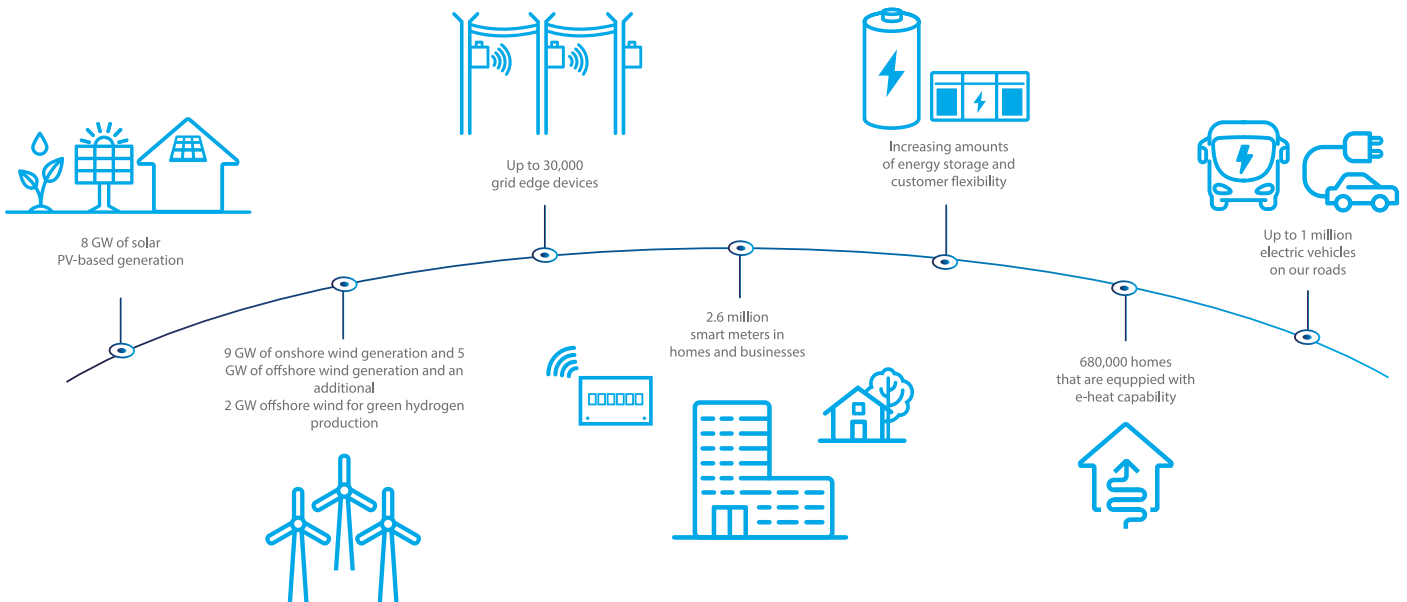 8 GW of solar
PV-based generation
9 GW of onshore wind generation and 5
GW of offshore wind generation and an
additional
2 GW offshore wind for green hydrogen
production
Up to 30,000
grid edge devices
2.6 million
smart meters in
homes and businesses
Increasing amounts
of energy storage and
customer flexibility
680,000 homes
that are equppied with
e-heat capability
Up to 1 million
electric vehicles
on our roads